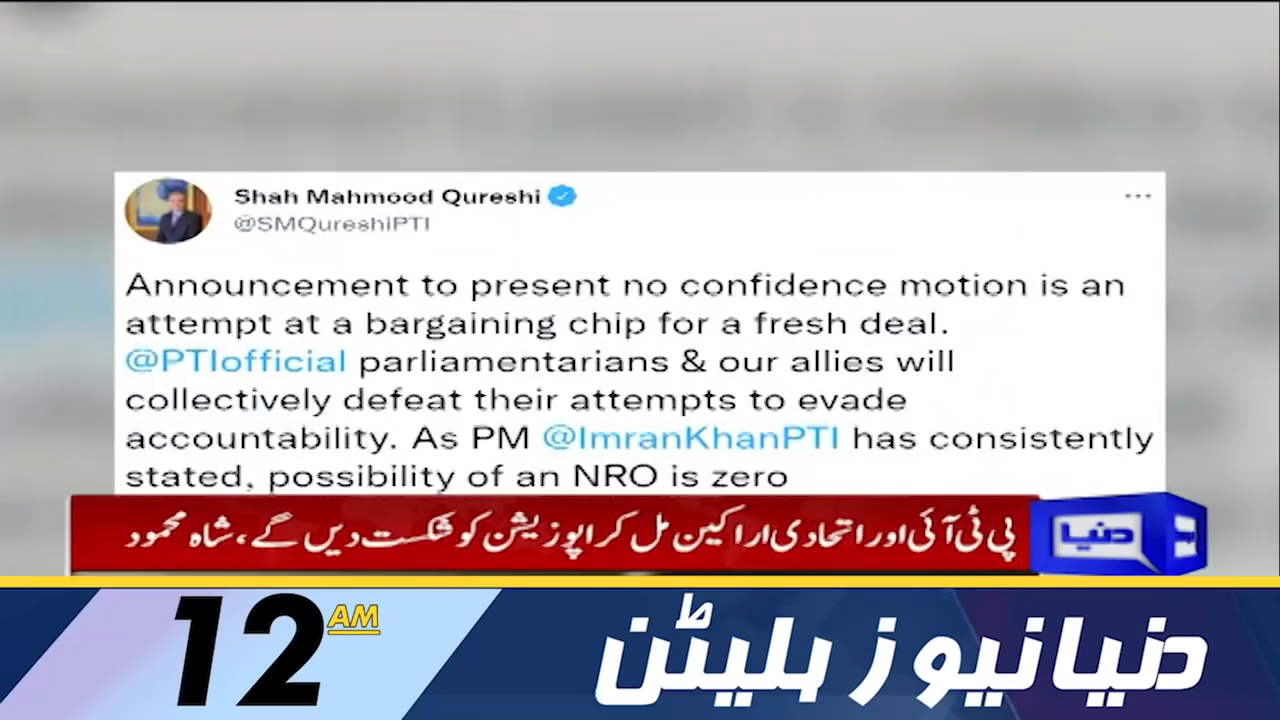 Shah Mahmood Qureshi
@SMQureshiPTI
Announcement to present no confidence motion is an
attempt at a bargaining chip for a fresh deal.
@PTIofficial parliamentarians & our allies will
collectively defeat their attempts to evade
accountability. As PM @ImranKhanPTI has consistently
stated, possibility of an NRO is zero
پی ٹی آئی اور اتحادی اراکین مل کر اپوزیشن کو شکست دیں گے، شاہ محمود
دنیا
12 AM
دنیا نیوز بلیٹن